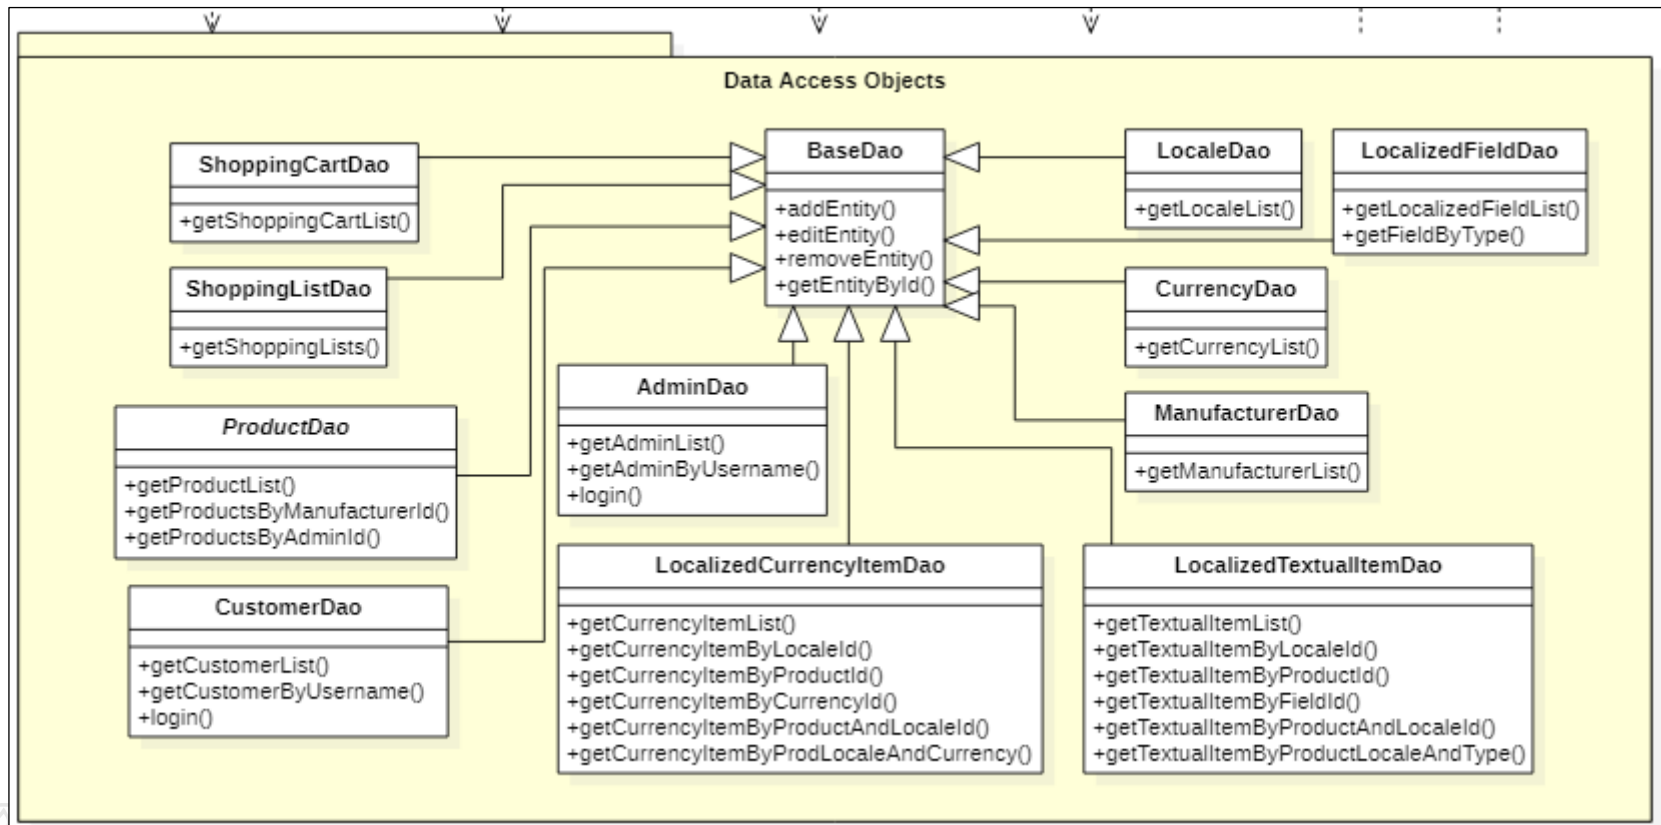 Data Access Objects
ShoppingCartDao
+getShoppingCartList()
ShoppingListDao
+getShoppingLists()
ProductDao
+getProductList()
+getProductsByManufacturerId()
+getProductsByAdminId()
CustomerDao
+getCustomerList()
+getCustomerByUsername()
+login()
BaseDao
+addEntity()
+editEntity()
+removeEntity()
+getEntityById()
AdminDao
+getAdminList()
+getAdminByUsername()
+login()
LocalizedCurrencyItemDao
+getCurrencyItemList()
+getCurrencyItemByLocaleId()
+getCurrencyItemByProductId()
+getCurrencyItemByCurrencyId()
+getCurrencyItemByProductAndLocaleId()
+getCurrencyItemByProdLocaleAndCurrency()
LocaleDao
+getLocaleList()
LocalizedFieldDao
+getLocalizedFieldList()
+getFieldByType()
CurrencyDao
+getCurrencyList()
ManufacturerDao
+getManufacturerList()
LocalizedTextualItemDao
+getTextualItemList()
+getTextualItemByLocaleId()
+getTextualItemByProductId()
+getTextualItemByFieldId()
+getTextualItemByProductAndLocaleId()
+getTextualItemByProductLocaleAndType()